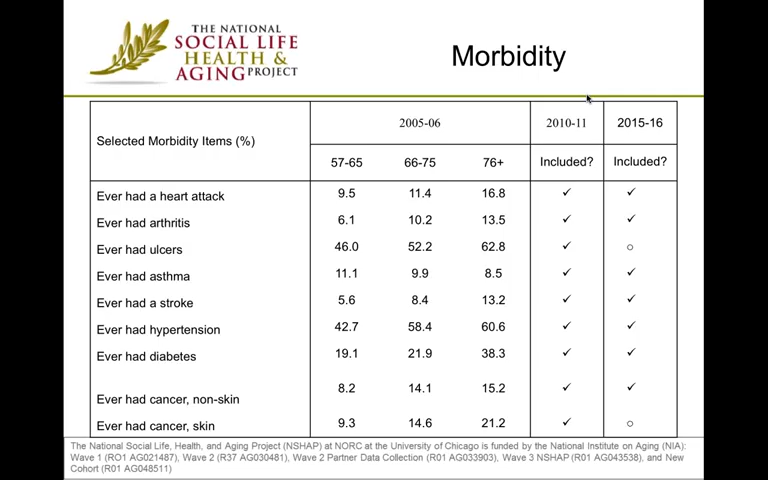 THE NATIONAL
SOCIAL LIFE
HEALTH &
AGING PROJECT
Morbidity
Selected Morbidity Items (%) 2005-06 2010-11 2015-16
57-65 66-75 76+ Included? Included?
Ever had a heart attack 9.5 11.4 16.8 ✓ ✓
Ever had arthritis 6.1 10.2 13.5 ✓ ✓
Ever had ulcers 46.0 52.2 62.8 ✓ ○
Ever had asthma 11.1 9.9 8.5 ✓ ✓
Ever had a stroke 5.6 8.4 13.2 ✓ ✓
Ever had hypertension 42.7 58.4 60.6 ✓ ✓
Ever had diabetes 19.1 21.9 38.3 ✓ ✓
Ever had cancer, non-skin 8.2 14.1 15.2 ✓ ✓
Ever had cancer, skin 9.3 14.6 21.2 ✓ ○
The National Social Life, Health, and Aging Project (NSHAP) at NORC at the University of Chicago is funded by the National Institute on Aging (NIA):
Wave 1 (RO1 AG021487), Wave 2 (R37 AG030481), Wave 2 Partner Data Collection (R01 AG033903), Wave 3 NSHAP (R01 AG043538), and New
Cohort (R01 AG048511)